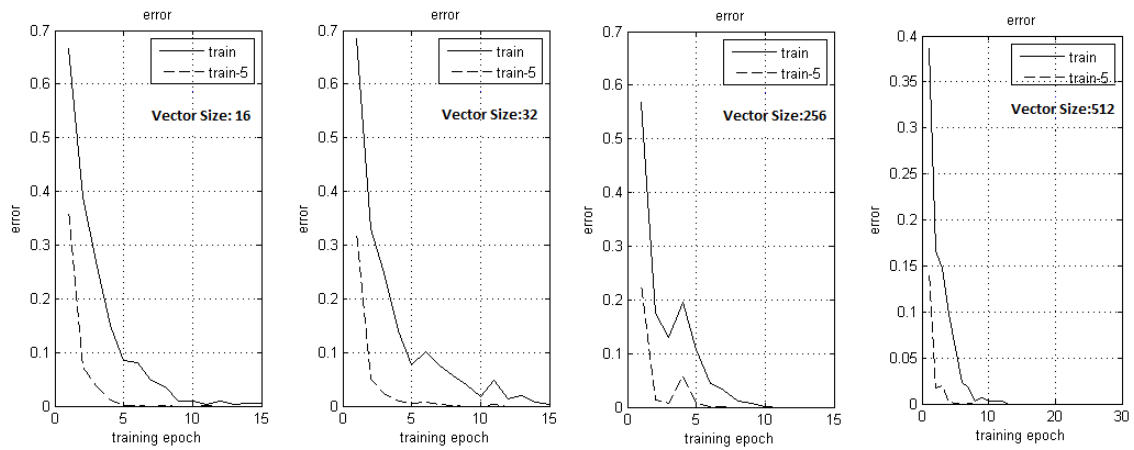 error
0.7
0.6
0.5
0.4
0.3
0.2
0.1
0
0 5 10 15
error
training epoch
train
train-5
Vector Size: 16
error
0.7
0.6
0.5
0.4
0.3
0.2
0.1
0
0 5 10 15
error
training epoch
train
train-5
Vector Size:32
error
0.7
0.6
0.5
0.4
0.3
0.2
0.1
0
0 5 10 15
error
training epoch
train
train-5
Vector Size:256
error
0.4
0.35
0.3
0.25
0.2
0.15
0.1
0.05
0
0 10 20 30
error
training epoch
train
train-5
Vector Size:512